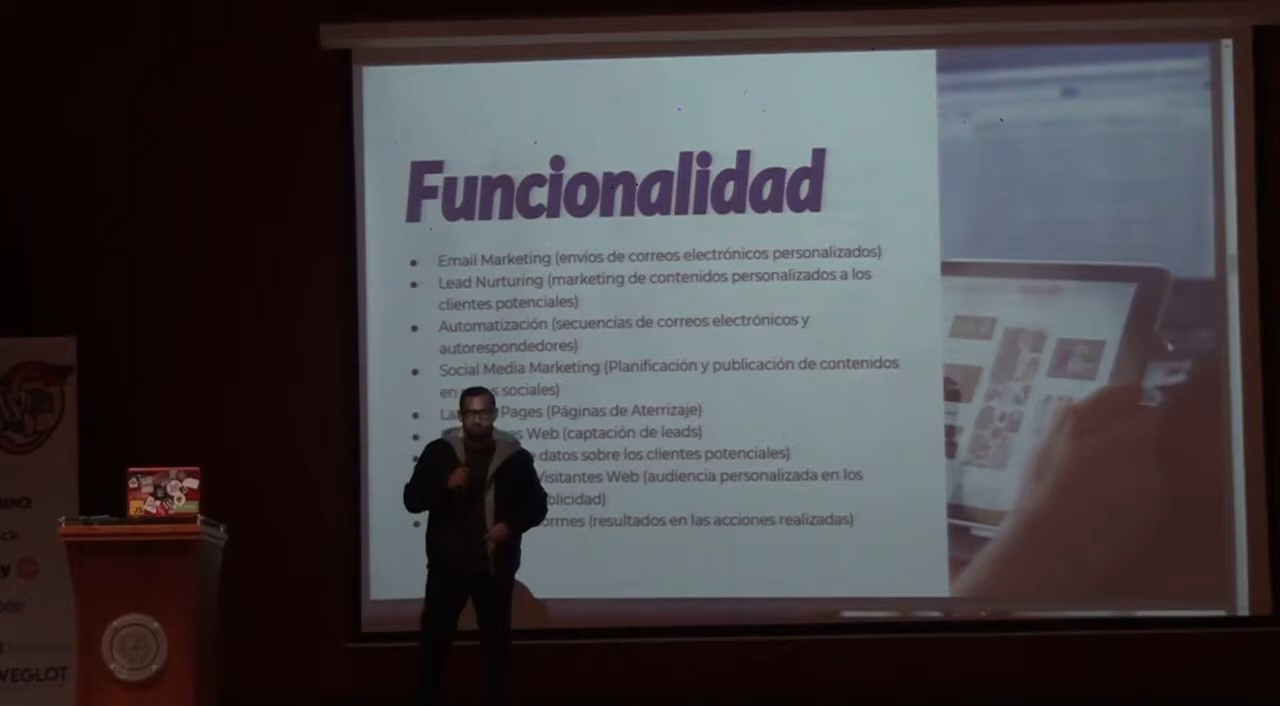 Funcionalidad
Email Marketing (envíos de correos electrónicos personalizados)
Lead Nurturing (marketing de contenidos personalizados a los
clientes potenciales)
Automatización (secuencias de correos electrónicos y
autorespondedores)
Social Media Marketing (Planificación y publicación de contenidos
sociales)
Pages (Páginas de Aterrizaje)
Web (captación de leads)
datos sobre los clientes potenciales)
Visitantes Web (audiencia personalizada en los
(resultados en las acciones realizadas)
JS
WEGLOT